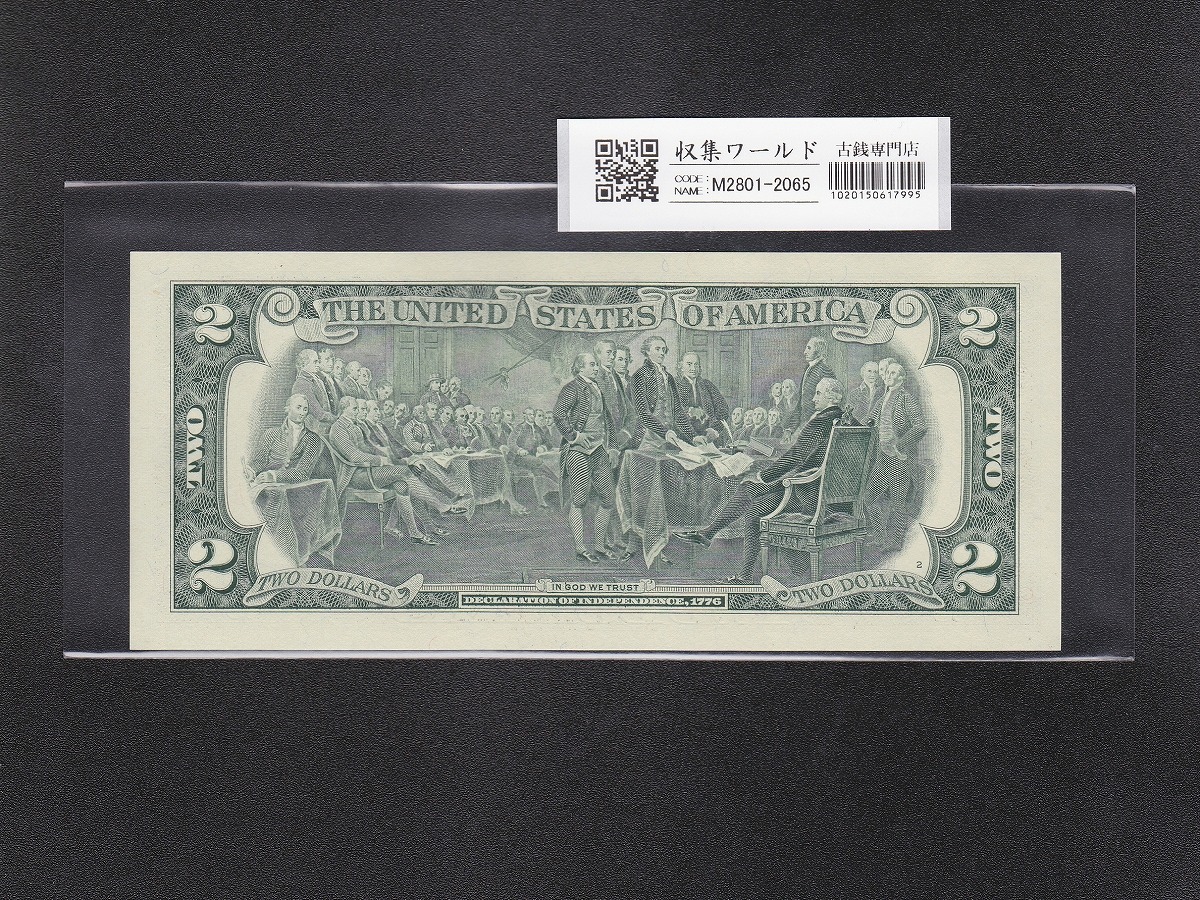 収集ワールド 古銭専門店
CODE NAME : M2801-2065
1020150617995
THE UNITED STATES OF AMERICA
2 2
TWO TWO
2 2
2
TWO DOLLARS IN GOD WE TRUST TWO DOLLARS
DECLARATION OF INDEPENDENCE, 1776